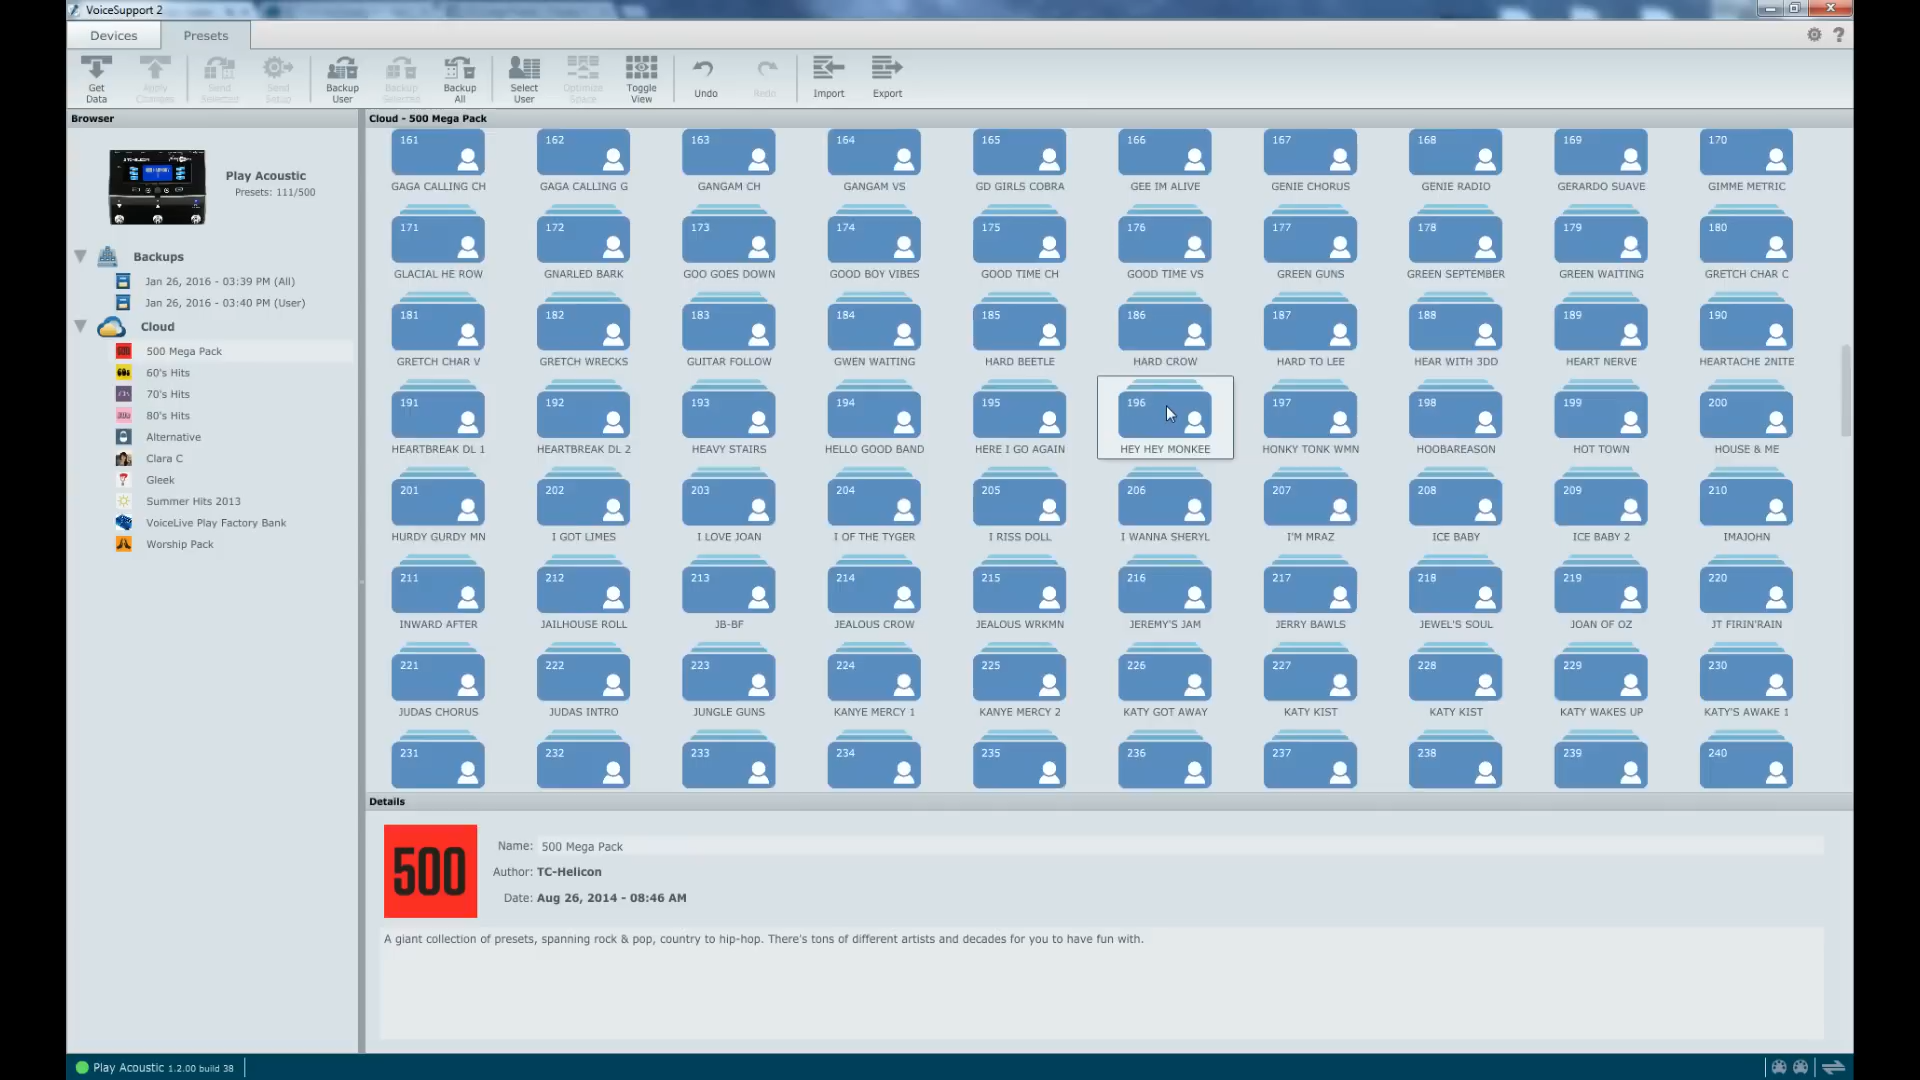 VoiceSupport 2
Devices
Presets
Get Data
Apply Changes
Send Selected
Send Setup
Backup User
Backup Selected
Backup All
Select User
Optimize Space
Toggle View
Undo
Redo
Import
Export
Browser
Play Acoustic
Presets: 111/500
Backups
Jan 26, 2016 - 03:39 PM (All)
Jan 26, 2016 - 03:40 PM (User)
Cloud
500 Mega Pack
60's Hits
70's Hits
80's Hits
Alternative
Clara C
Gleek
Summer Hits 2013
VoiceLive Play Factory Bank
Worship Pack
Cloud - 500 Mega Pack
161 162 163 164 165 166 167 168 169 170
GAGA CALLING CH GAGA CALLING G GANGAM CH GANGAM VS GD GIRLS COBRA GEE IM ALIVE GENIE CHORUS GENIE RADIO GERARDO SUAVE GIMME METRIC
171 172 173 174 175 176 177 178 179 180
GLACIAL HE ROW GNARLED BARK GOO GOES DOWN GOOD BOY VIBES GOOD TIME CH GOOD TIME VS GREEN GUNS GREEN SEPTEMBER GREEN WAITING GRETCH CHAR C
181 182 183 184 185 186 187 188 189 190
GRETCH CHAR V GRETCH WRECKS GUITAR FOLLOW GWEN WAITING HARD BEETLE HARD CROW HARD TO LEE HEAR WITH 3DD HEART NERVE HEARTACHE 2NITE
191 192 193 194 195 196 197 198 199 200
HEARTBREAK DL 1 HEARTBREAK DL 2 HEAVY STAIRS HELLO GOOD BAND HERE I GO AGAIN HEY HEY MONKEE HONKY TONK WMN HOOBAREASON HOT TOWN HOUSE & ME
201 202 203 204 205 206 207 208 209 210
HURDY GURDY MN I GOT LIMES I LOVE JOAN I OF THE TYGER I RISS DOLL I WANNA SHERYL I'M MRAZ ICE BABY ICE BABY 2 IMAJOHN
211 212 213 214 215 216 217 218 219 220
INWARD AFTER JAILHOUSE ROLL JB-BF JEALOUS CROW JEALOUS WRKMN JEREMY'S JAM JERRY BAWLS JEWEL'S SOUL JOAN OF OZ JT FIRIN'RAIN
221 222 223 224 225 226 227 228 229 230
JUDAS CHORUS JUDAS INTRO JUNGLE GUNS KANYE MERCY 1 KANYE MERCY 2 KATY GOT AWAY KATY KIST KATY KIST KATY WAKES UP KATY'S AWAKE 1
231 232 233 234 235 236 237 238 239 240
Details
500
Name: 500 Mega Pack
Author: TC-Helicon
Date: Aug 26, 2014 - 08:46 AM
A giant collection of presets, spanning rock & pop, country to hip-hop. There's tons of different artists and decades for you to have fun with.
Play Acoustic 1.2.00 build 38